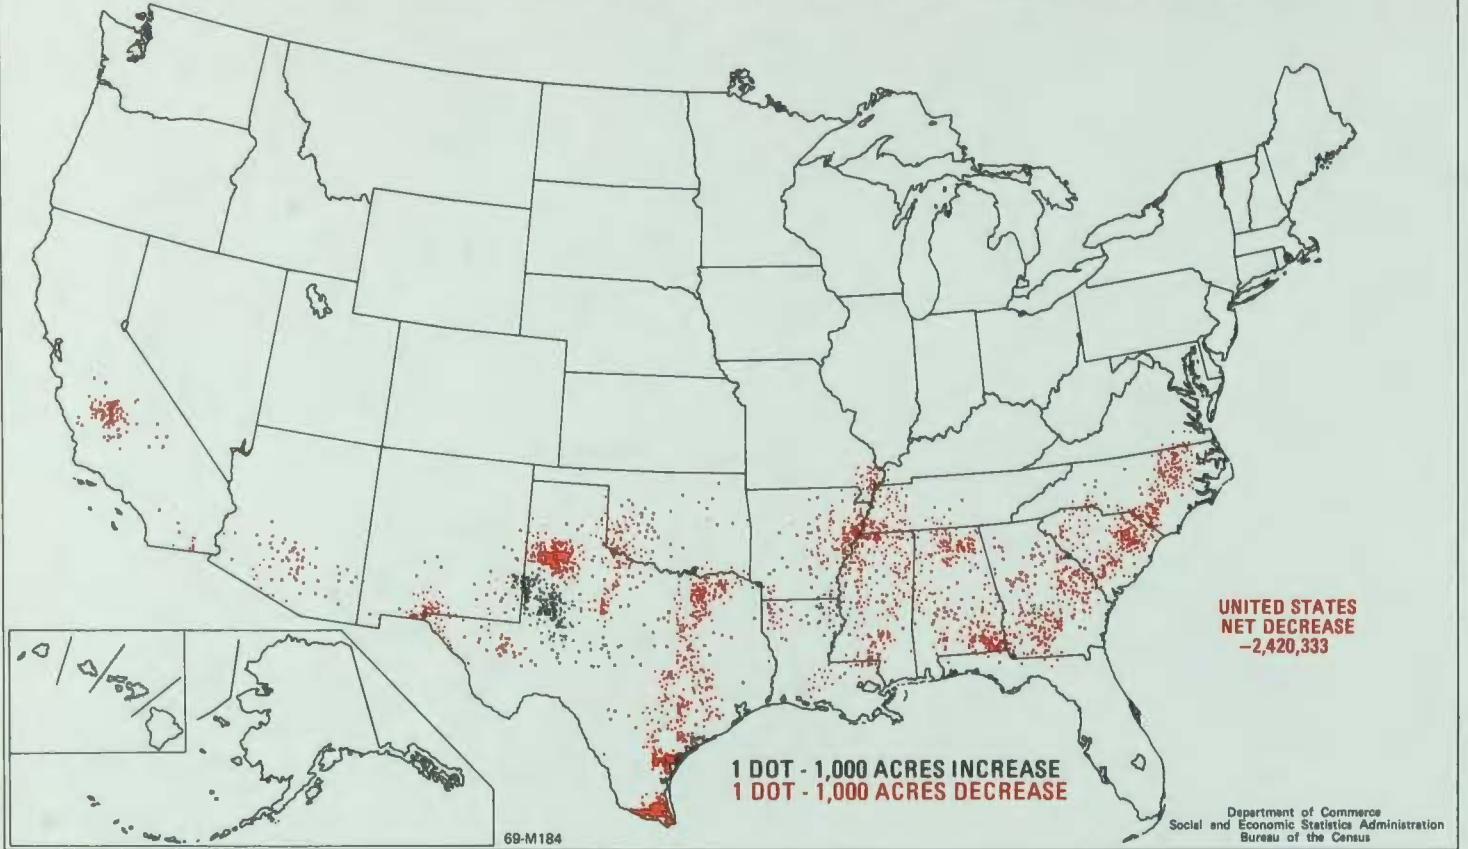 UNITED STATES
NET DECREASE
−2,420,333
1 DOT - 1,000 ACRES INCREASE
1 DOT - 1,000 ACRES DECREASE
69-M184
Department of Commerce
Social and Economic Statistics Administration
Bureau of the Census